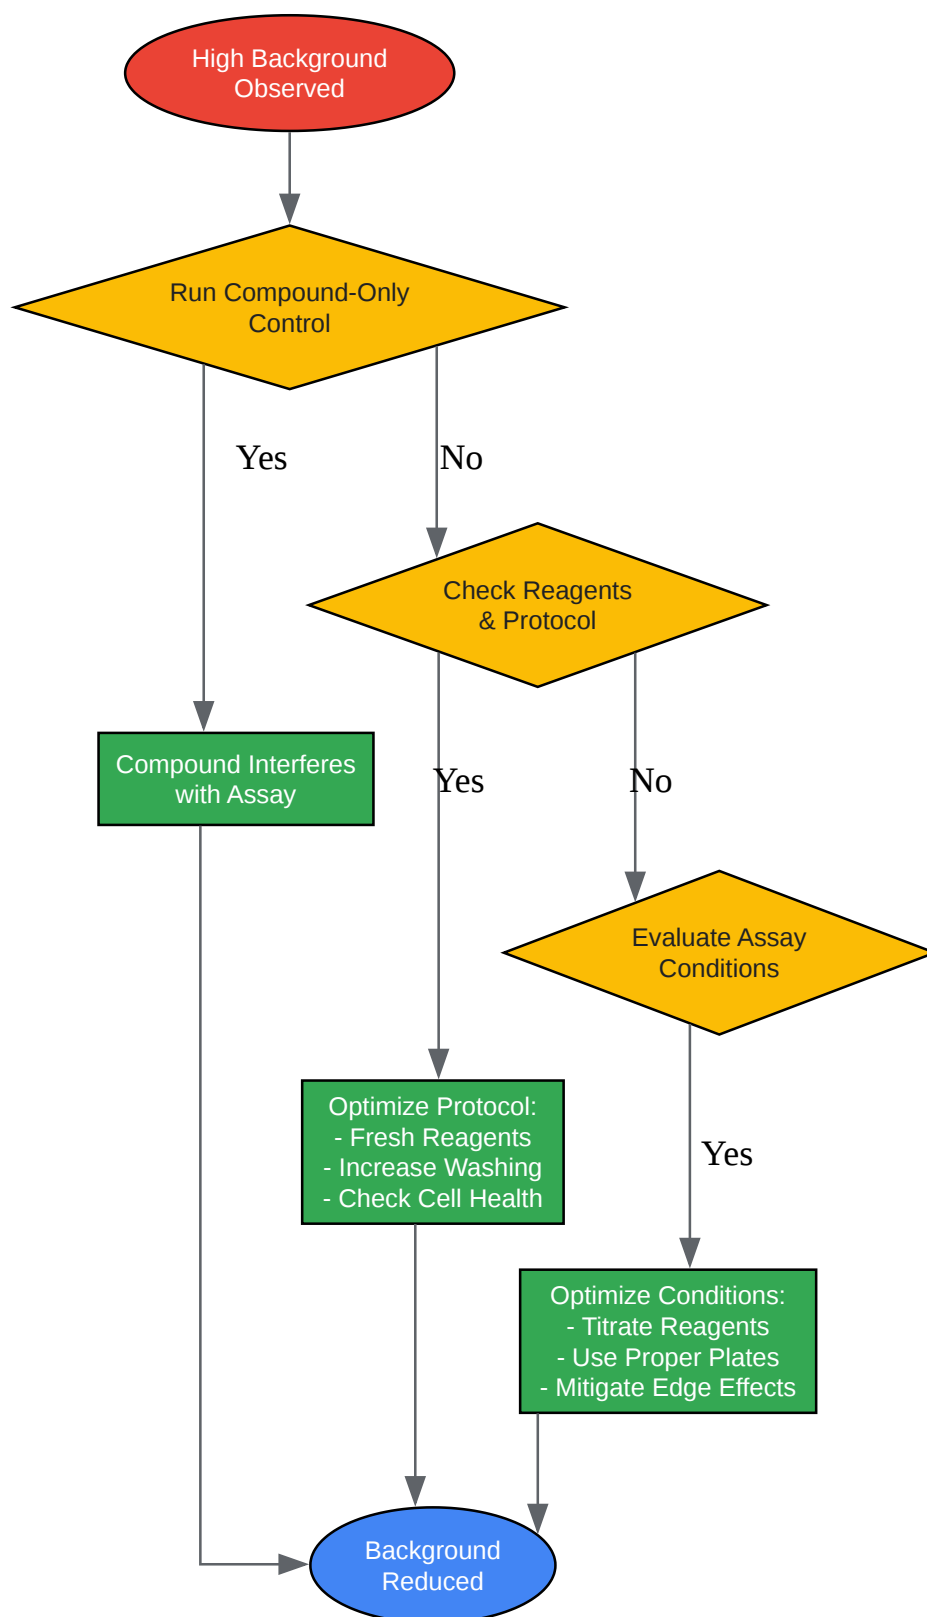 High Background
Observed
Run Compound-Only
Control
Yes
No
Check Reagents
& Protocol
Compound Interferes
with Assay
Yes
No
Evaluate Assay
Conditions
Optimize Protocol:
- Fresh Reagents
- Increase Washing
- Check Cell Health
Yes
Optimize Conditions:
- Titrate Reagents
- Use Proper Plates
- Mitigate Edge Effects
Background
Reduced